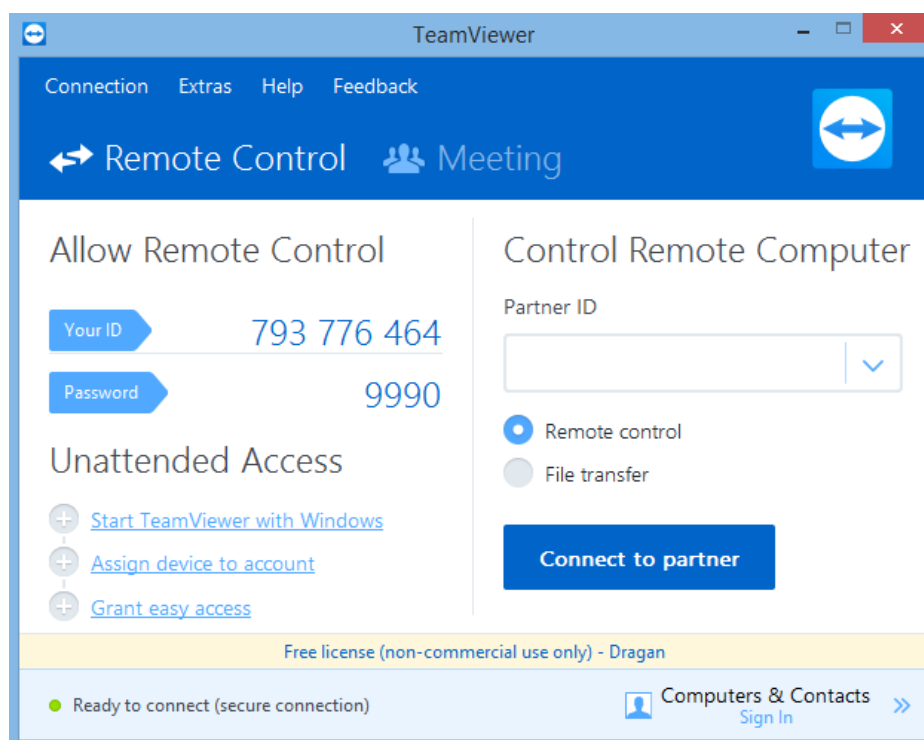 TeamViewer
Connection Extras Help Feedback
Remote Control Meeting
Allow Remote Control
Your ID 793 776 464
Password 9990
Unattended Access
Start TeamViewer with Windows
Assign device to account
Grant easy access
Control Remote Computer
Partner ID
Remote control
File transfer
Connect to partner
Free license (non-commercial use only) - Dragan
Ready to connect (secure connection)
Computers & Contacts
Sign In